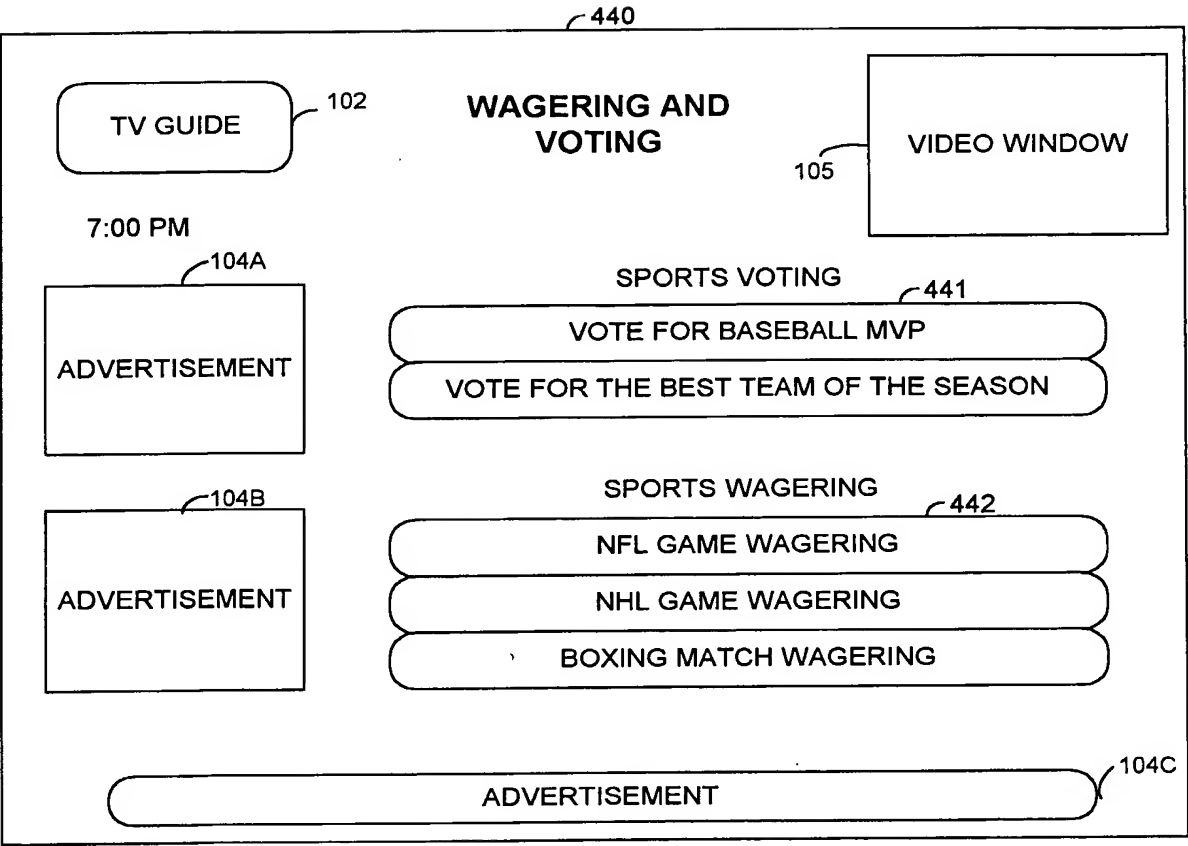 440
TV GUIDE
102
WAGERING AND
VOTING
VIDEO WINDOW
105
7:00 PM
104A
ADVERTISEMENT
SPORTS VOTING
441
VOTE FOR BASEBALL MVP
VOTE FOR THE BEST TEAM OF THE SEASON
104B
ADVERTISEMENT
SPORTS WAGERING
442
NFL GAME WAGERING
NHL GAME WAGERING
BOXING MATCH WAGERING
ADVERTISEMENT
104C